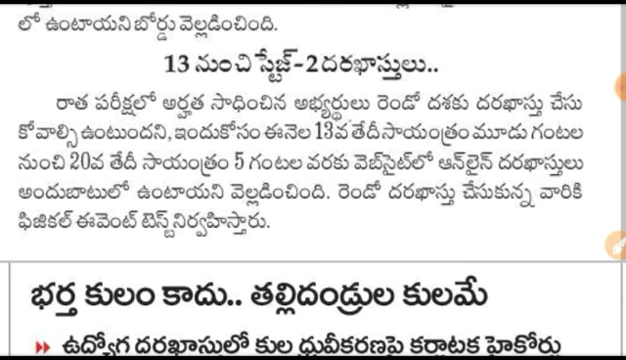 లో ఉంటాయని బోర్డు వెల్లడించింది.
13 నుంచి స్టేజ్-2 దరఖాస్తులు..
రాత పరీక్షలో అర్హత సాధించిన అభ్యర్థులు రెండో దశకు దరఖాస్తు చేసు
కోవాల్సి ఉంటుందని, ఇందుకోసం ఈనెల 13వ తేదీ సాయంత్రం మూడు గంటల
నుంచి 20వ తేదీ సాయంత్రం 5 గంటల వరకు వెబ్‌సైట్‌లో ఆన్‌లైన్ దరఖాస్తులు
అందుబాటులో ఉంటాయని వెల్లడించింది. రెండో దరఖాస్తు చేసుకున్న వారికి
ఫిజికల్ ఈవెంట్ టెస్ట్ నిర్వహిస్తారు.
భర్త కులం కాదు.. తల్లిదండ్రుల కులమే
ఉద్యోగ దరఖాస్తులో కుల ధ్రువీకరణపై కర్ణాటక హైకోర్టు